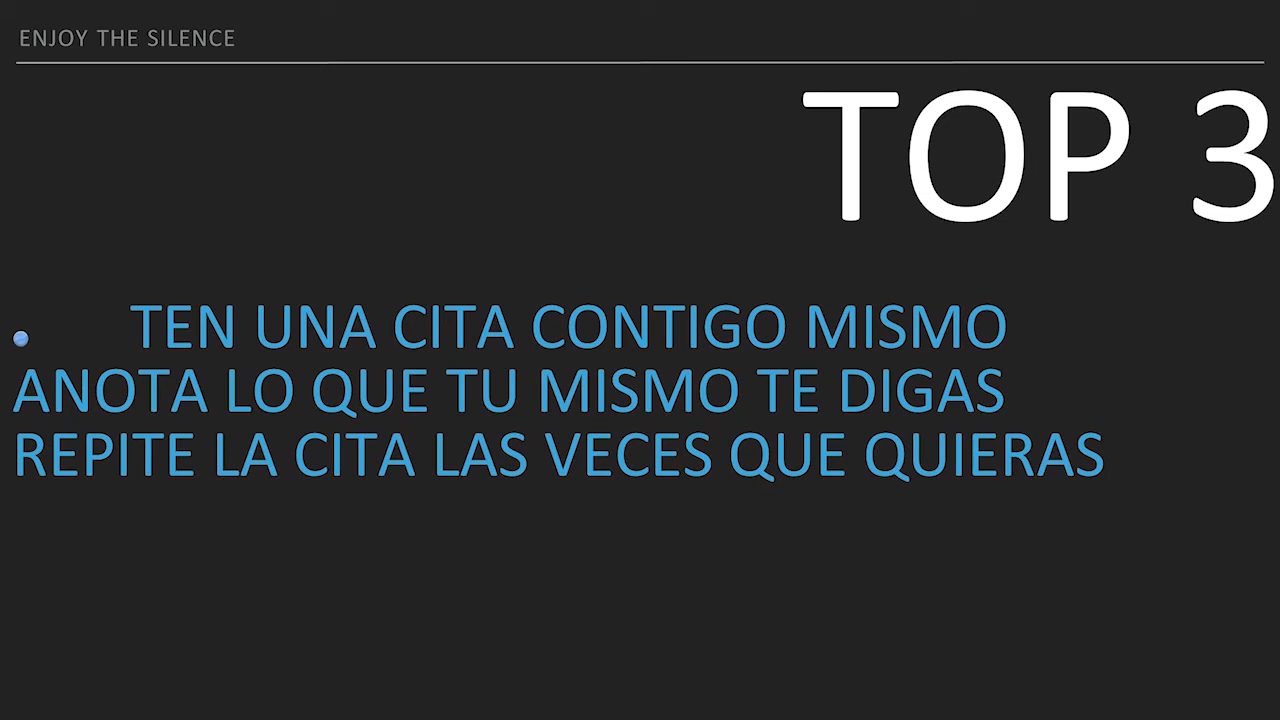 ENJOY THE SILENCE
TOP 3
• TEN UNA CITA CONTIGO MISMO
ANOTA LO QUE TU MISMO TE DIGAS
REPITE LA CITA LAS VECES QUE QUIERAS